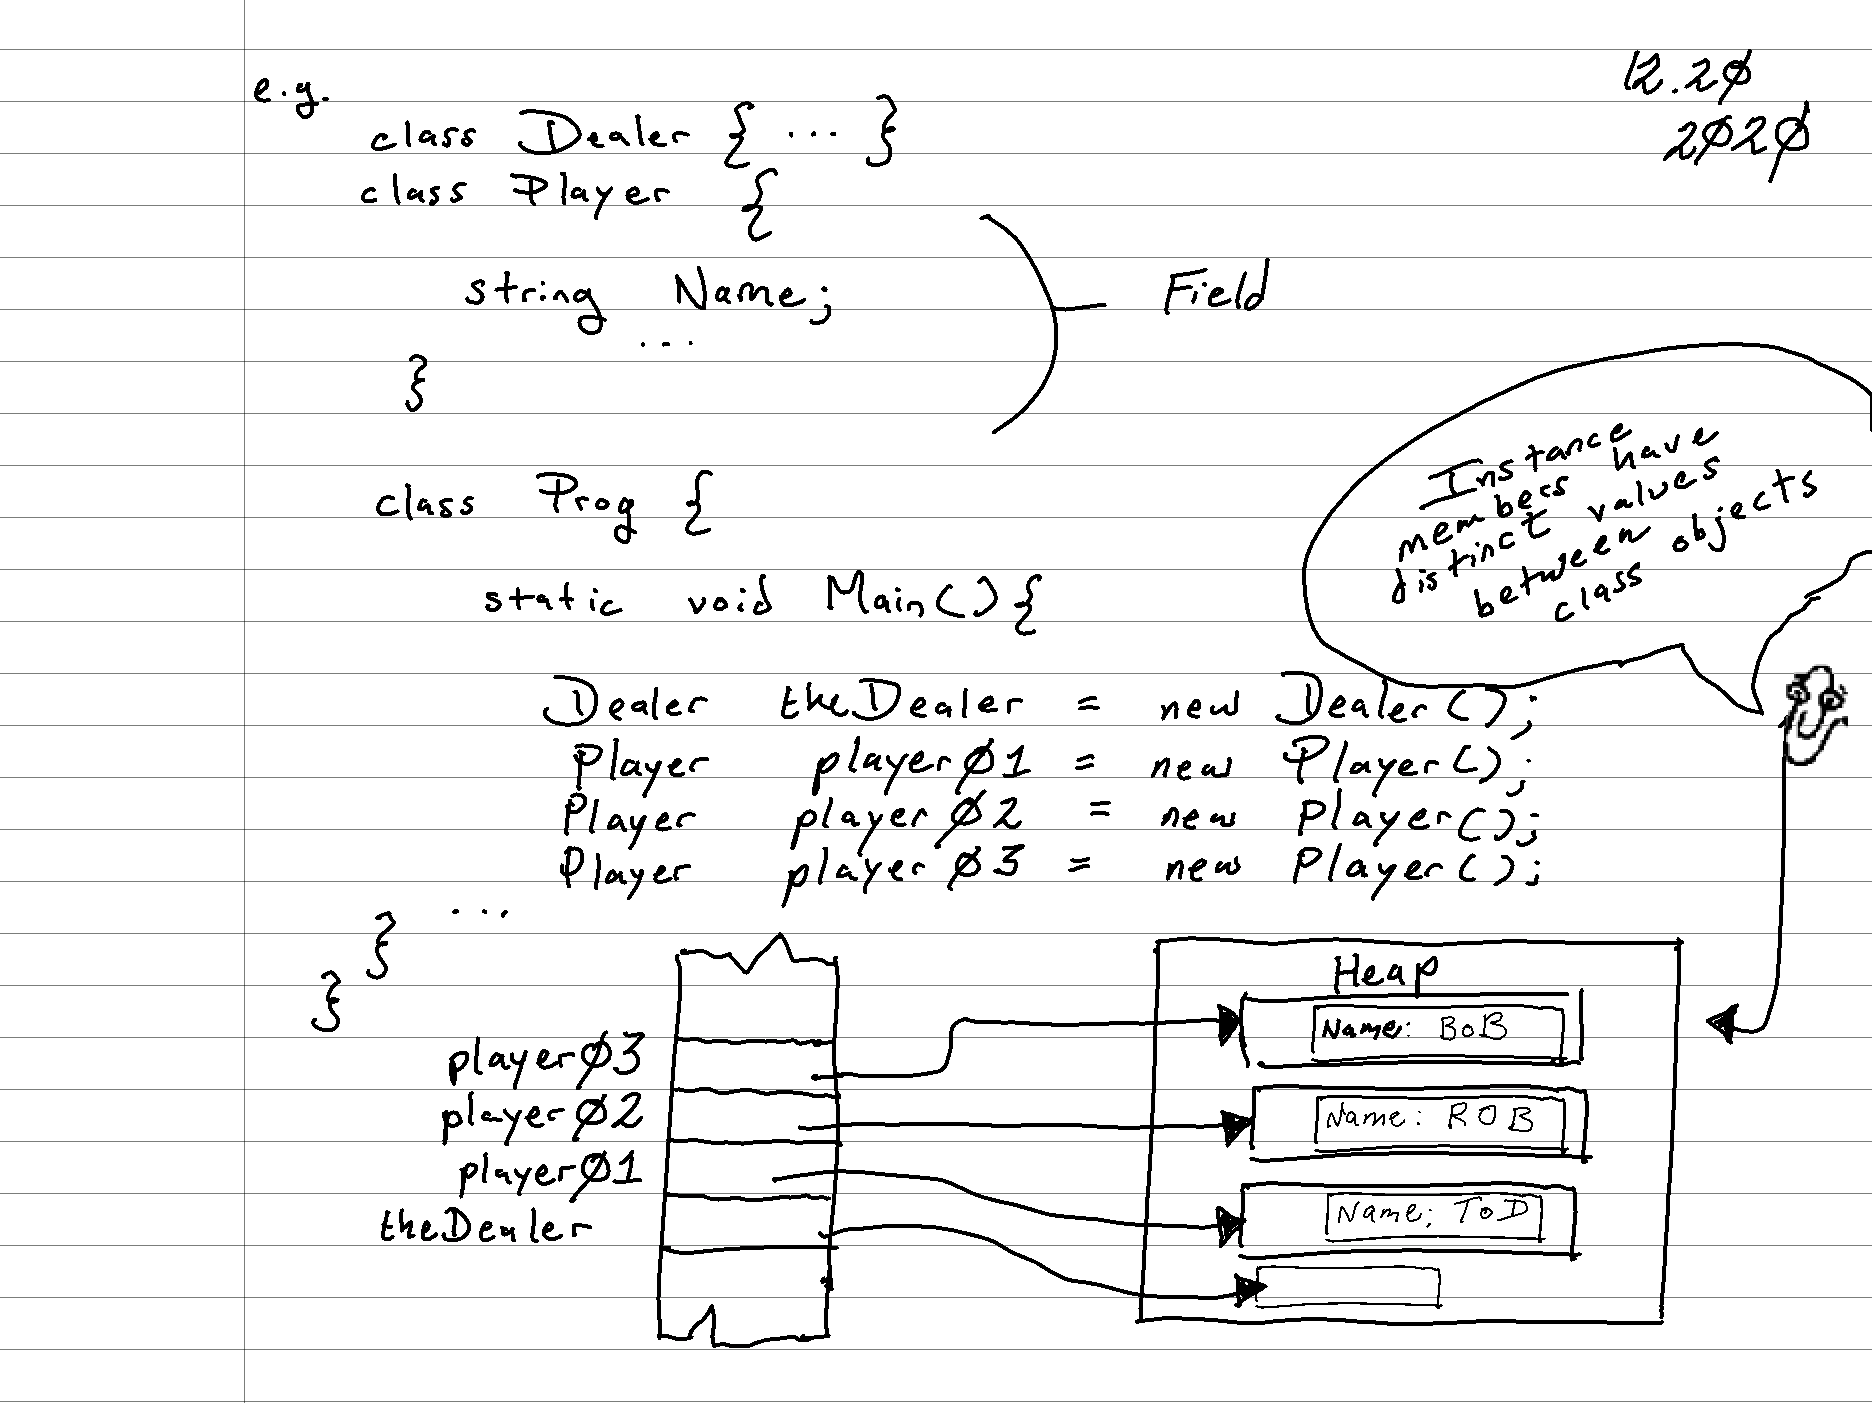 12.2∅
2∅2∅
e.g.
class Dealer { ... }
class Player {
string Name;
...
}
Field
class Prog {
static void Main() {
Dealer theDealer = new Dealer();
Player player∅1 = new Player();
Player player∅2 = new Player();
Player player∅3 = new Player();
...
}
}
Instance
members have
distinct values
between
class objects
player∅3
player∅2
player∅1
theDealer
Heap
Name: BOB
Name: ROB
Name: TOD